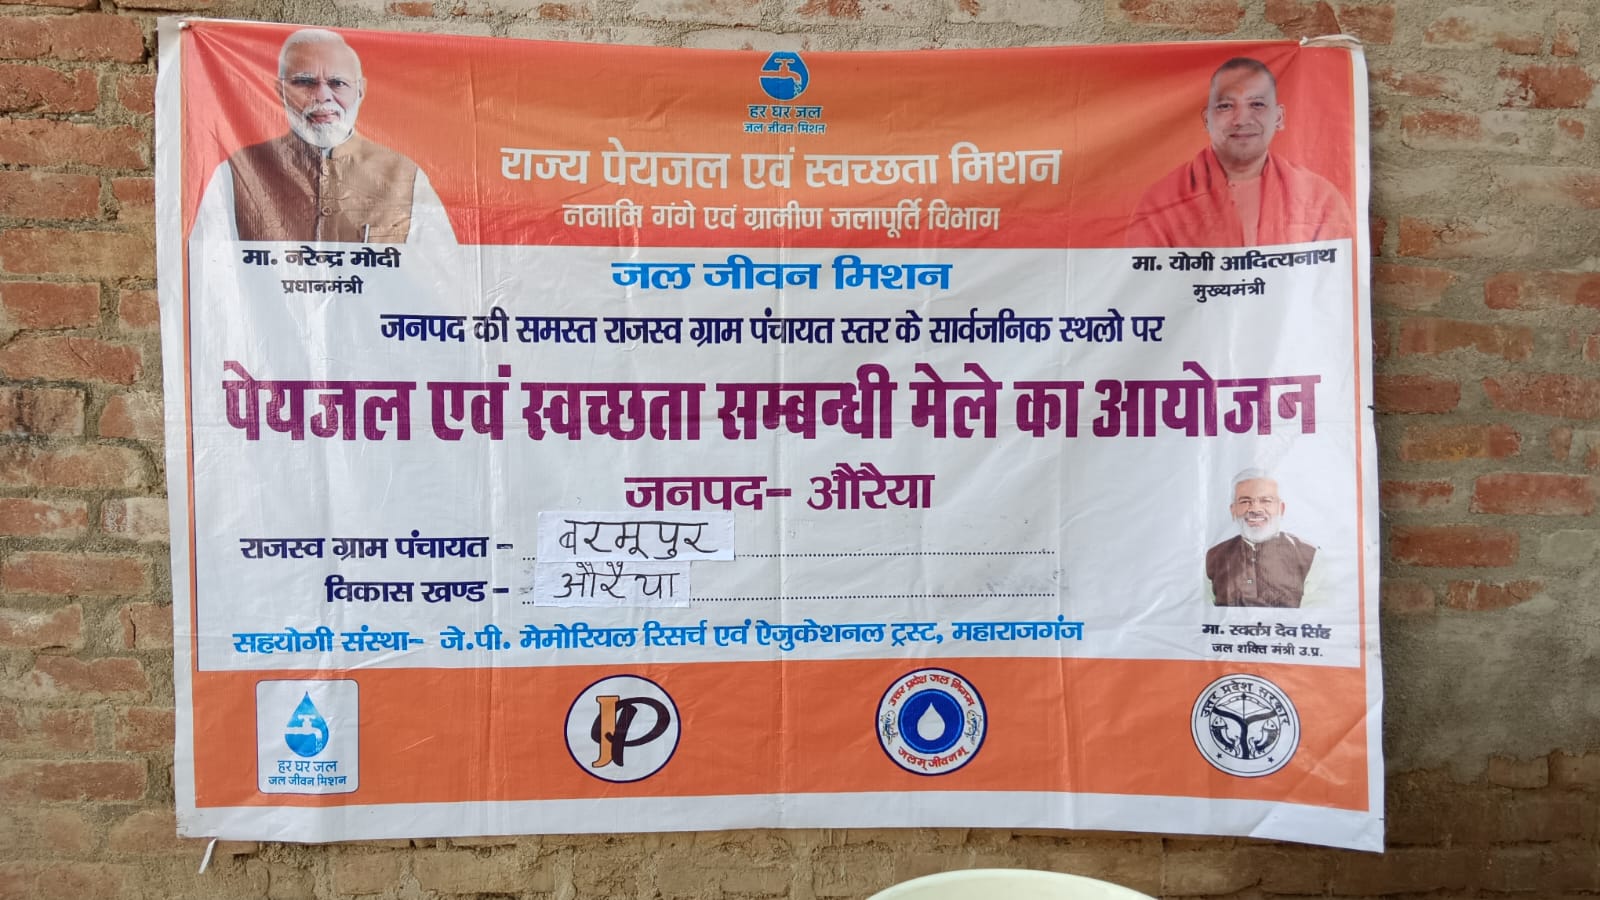 हर घर जल
जल जीवन मिशन
राज्य पेयजल एवं स्वच्छता मिशन
नमामि गंगे एवं ग्रामीण जलापूर्ति विभाग
मा. नरेन्द्र मोदी
प्रधानमंत्री
मा. योगी आदित्यनाथ
मुख्यमंत्री
जल जीवन मिशन
जनपद की समस्त राजस्व ग्राम पंचायत स्तर के सार्वजनिक स्थलो पर
पेयजल एवं स्वच्छता सम्बन्धी मेले का आयोजन
जनपद- औरैया
राजस्व ग्राम पंचायत - बरमूपुर
विकास खण्ड - औरैया
मा. स्वतंत्र देव सिंह
जल शक्ति मंत्री उ.प्र.
सहयोगी संस्था- जे.पी. मेमोरियल रिसर्च एवं ऐजुकेशनल ट्रस्ट, महाराजगंज
हर घर जल
जल जीवन मिशन
JP
उत्तर प्रदेश जल निगम
जलम् जीवनम्
उत्तर प्रदेश सरकार